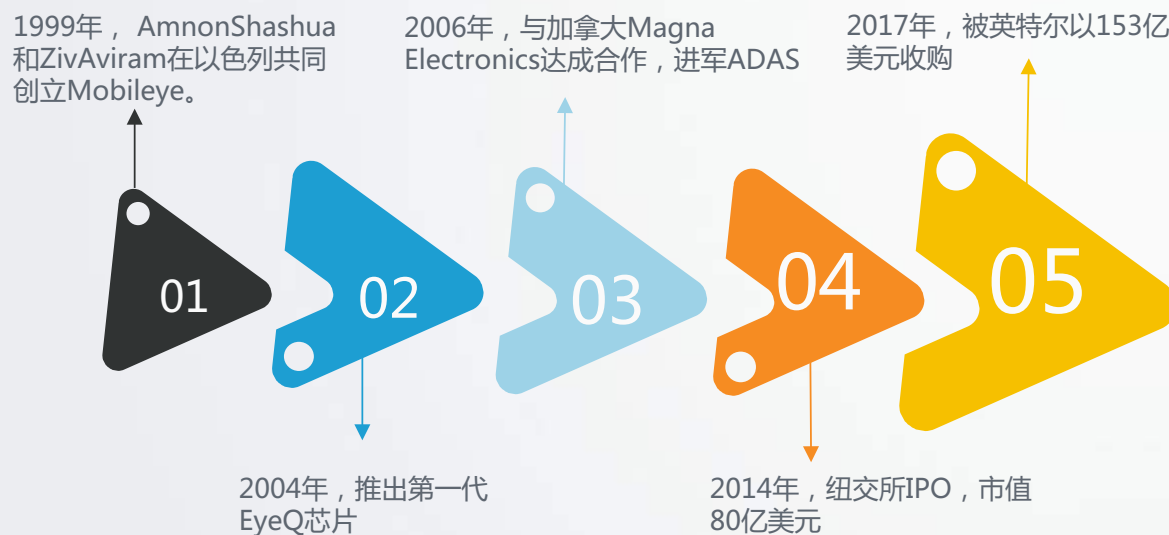 1999年， AmnonShashua
和ZivAviram在以色列共同
创立Mobileye。
2006年，与加拿大Magna
Electronics达成合作，进军ADAS
2017年，被英特尔以153亿
美元收购
01
02
03
04
05
2004年，推出第一代
EyeQ芯片
2014年，纽交所IPO，市值
80亿美元